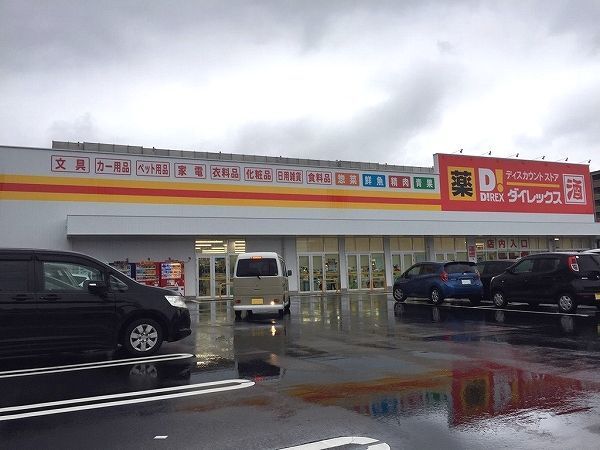 文具 カー用品 ペット用品 家電 衣料品 化粧品 日用雑貨 食料品 惣菜 鮮魚 精肉 青果
薬 D! DiREX ディスカウントストア ダイレックス 酒
店内入口